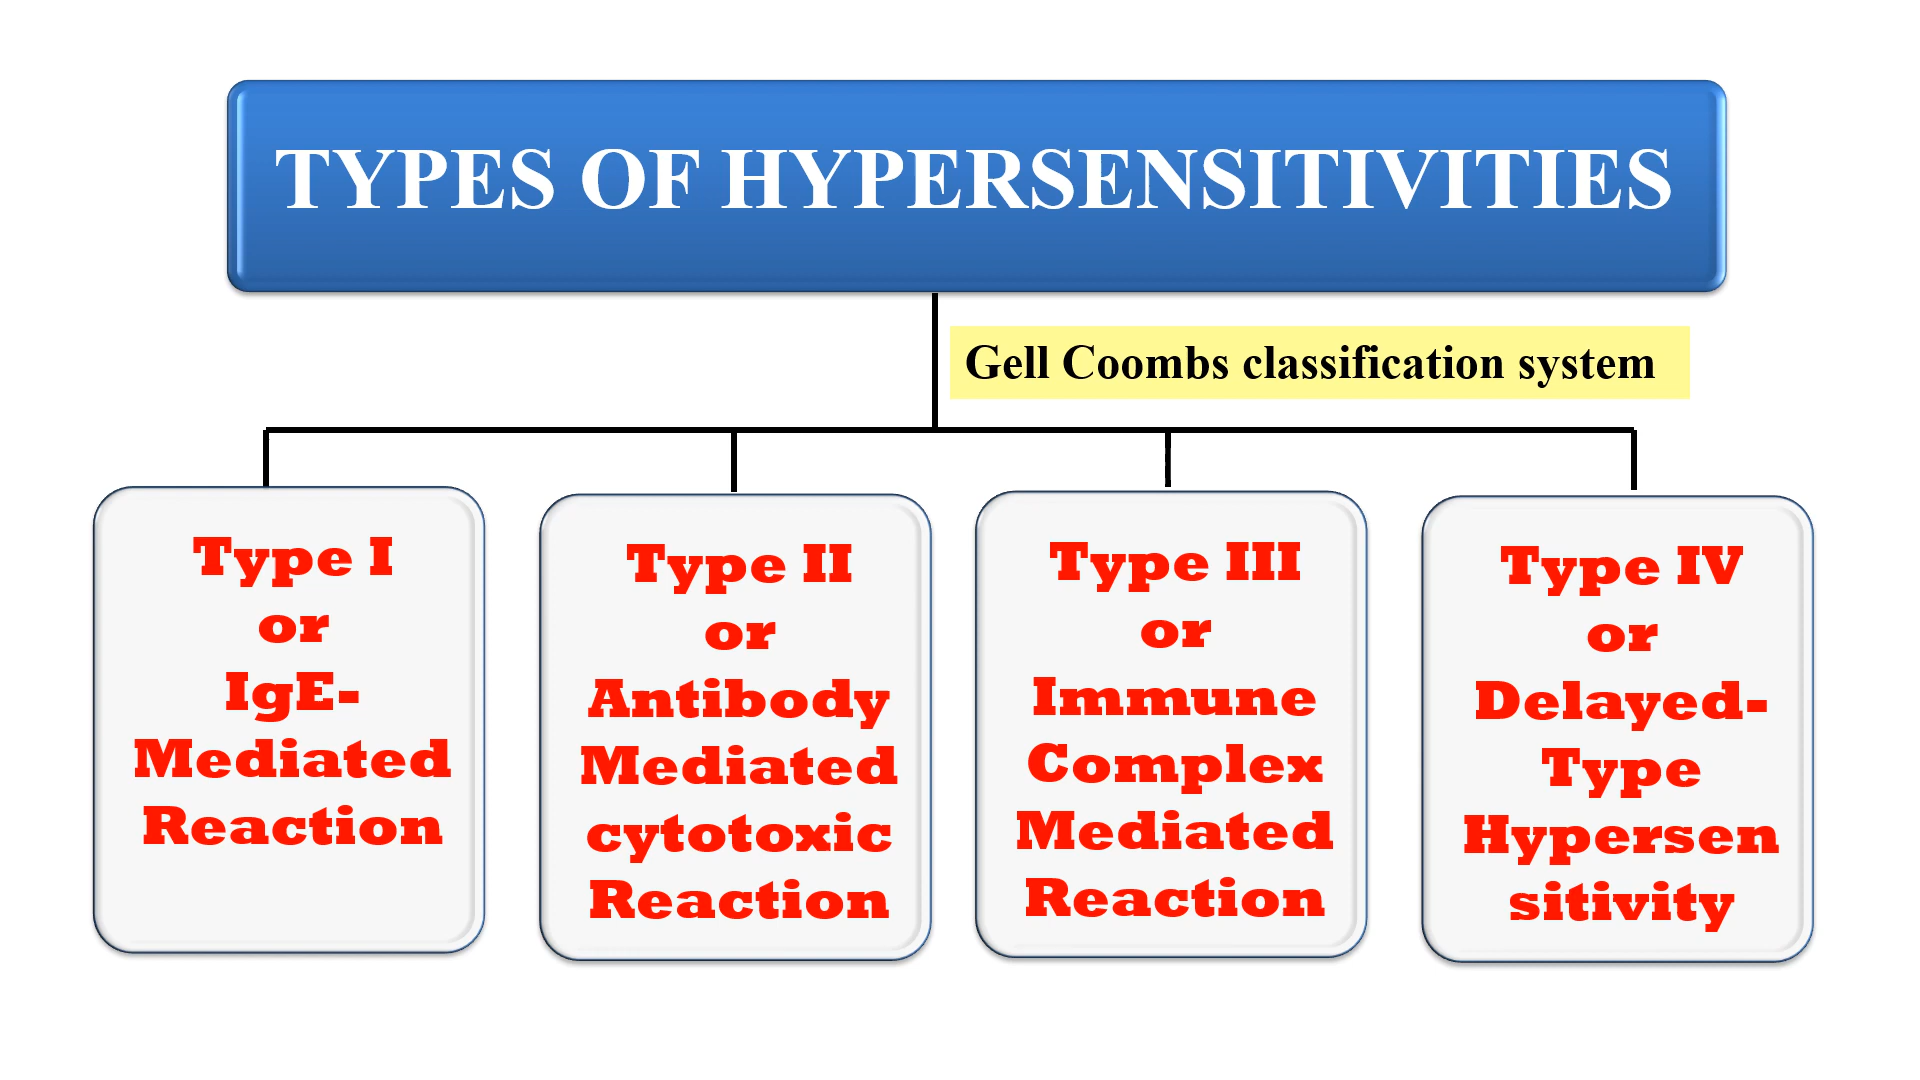 TYPES OF HYPERSENSITIVITIES
Gell Coombs classification system
Type I
or
IgE-
Mediated
Reaction
Type II
or
Antibody
Mediated
cytotoxic
Reaction
Type III
or
Immune
Complex
Mediated
Reaction
Type IV
or
Delayed-
Type
Hypersen
sitivity